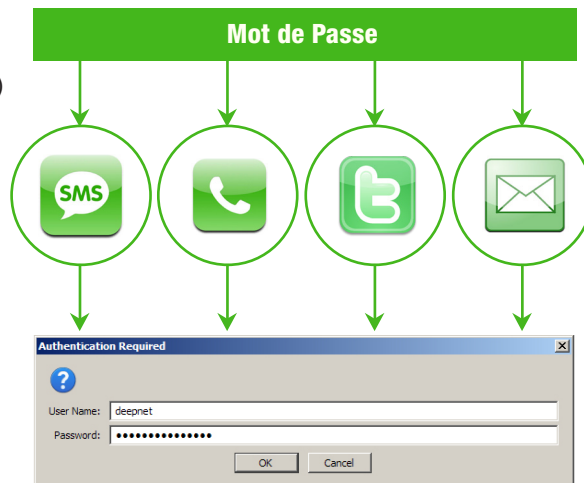 Mot de Passe
)
SMS
Authentication Required
User Name: deepnet
Password: •••••••••••••••
OK Cancel